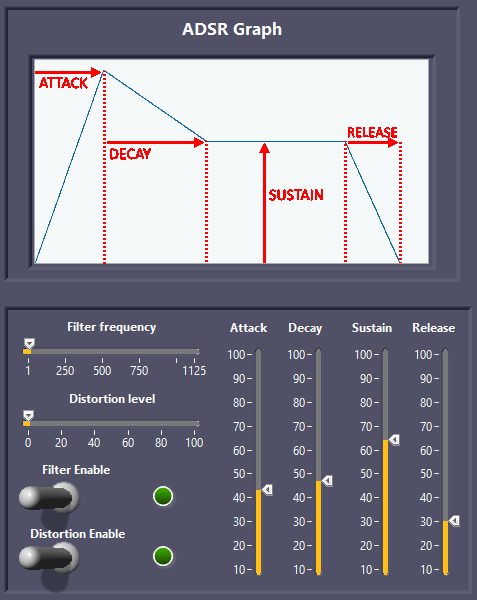 ADSR Graph
ATTACK
DECAY
SUSTAIN
RELEASE
Filter frequency
1 250 500 750 1125
Distortion level
0 20 40 60 80 100
Filter Enable
Distortion Enable
Attack Decay Sustain Release
100 100 100 100
90 90 90 90
80 80 80 80
70 70 70 70
60 60 60 60
50 50 50 50
40 40 40 40
30 30 30 30
20 20 20 20
10 10 10 10